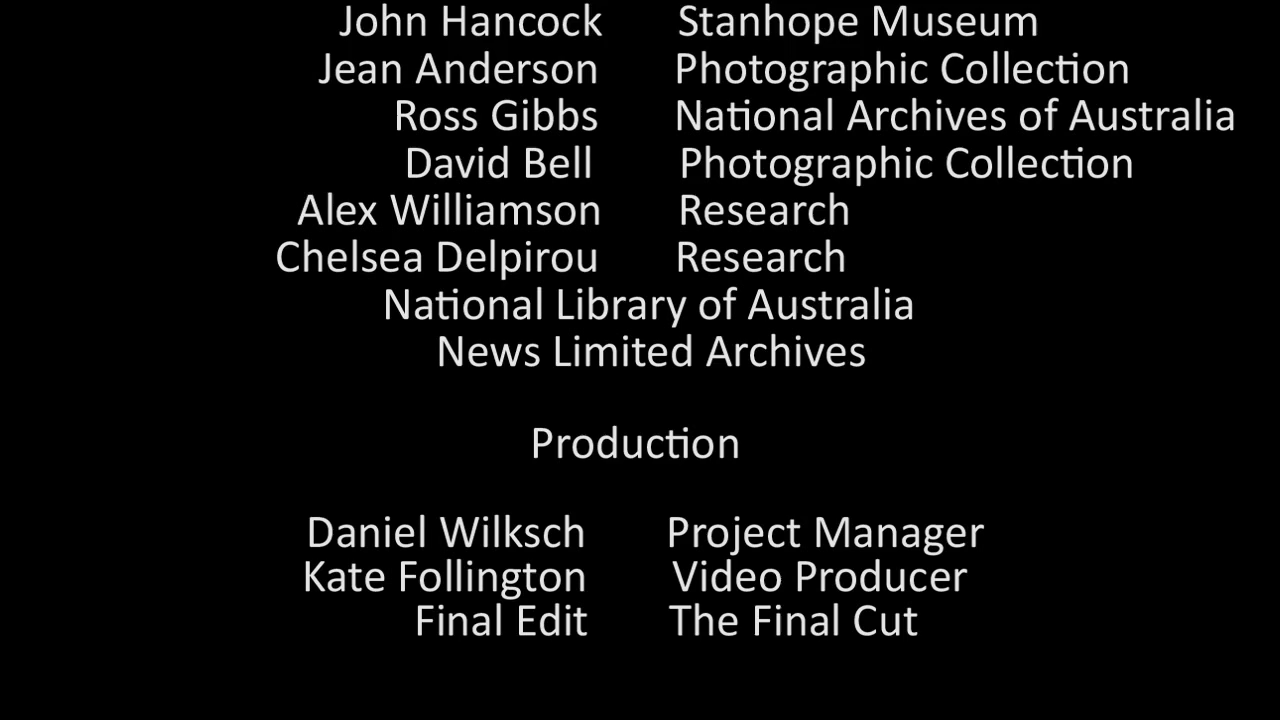 John Hancock Stanhope Museum
Jean Anderson Photographic Collection
Ross Gibbs National Archives of Australia
David Bell Photographic Collection
Alex Williamson Research
Chelsea Delpirou Research
National Library of Australia
News Limited Archives
Production
Daniel Wilksch Project Manager
Kate Follington Video Producer
Final Edit The Final Cut